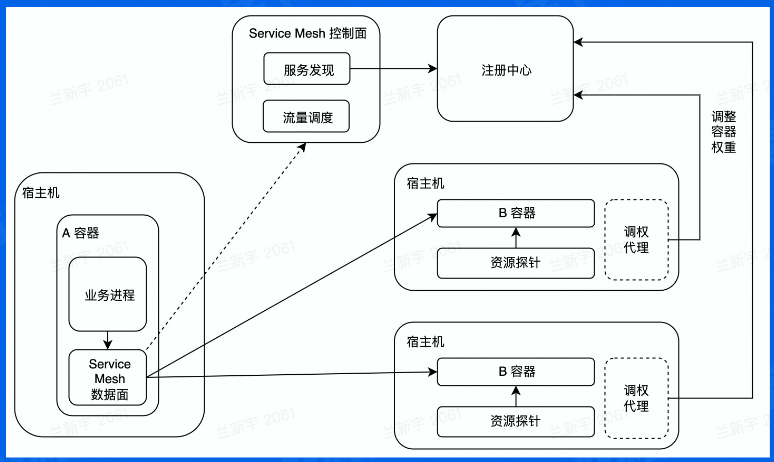 Service Mesh 控制面
服务发现
流量调度
注册中心
调整
容器
权重
宿主机
A 容器
业务进程
Service
Mesh
数据面
宿主机
B 容器
资源探针
调权
代理
宿主机
B 容器
资源探针
调权
代理
兰新宇 2061